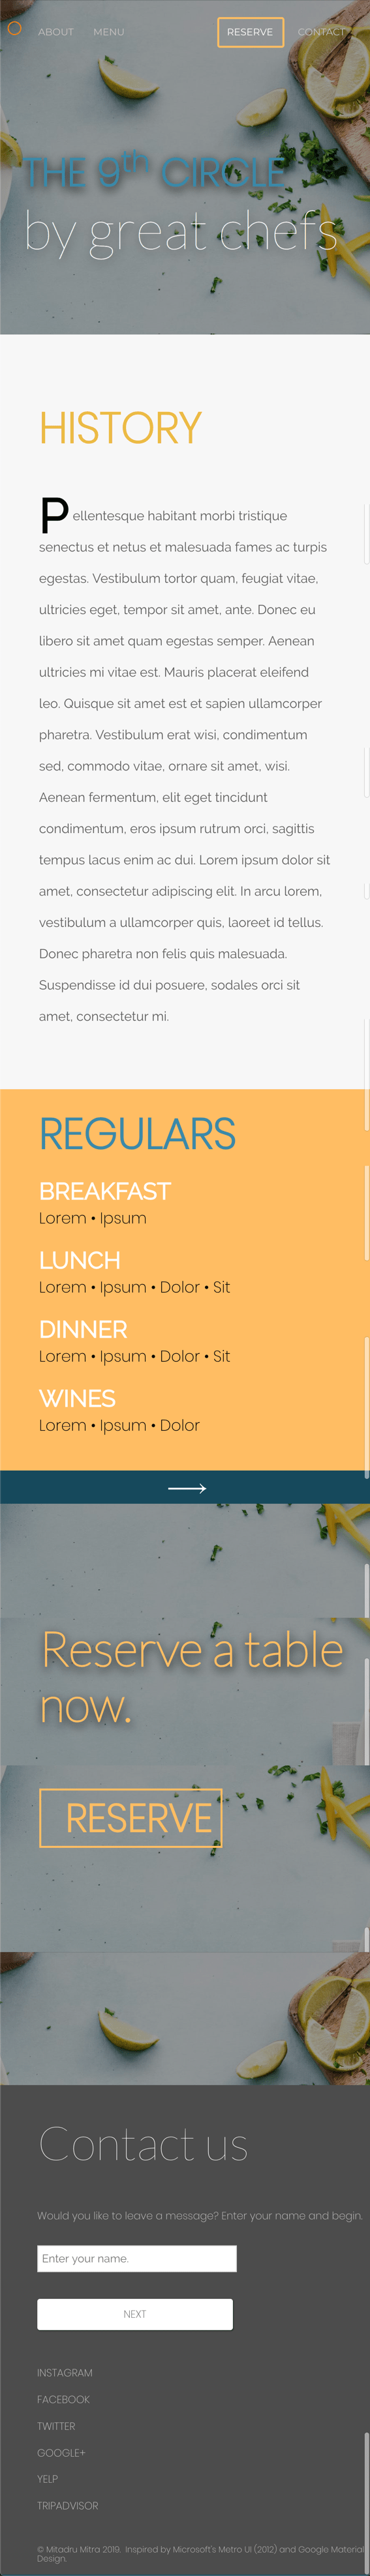 ABOUT MENU RESERVE CONTACT
THE 9th CIRCLE
by great chefs
HISTORY
Pellentesque habitant morbi tristique
senectus et netus et malesuada fames ac turpis
egestas. Vestibulum tortor quam, feugiat vitae,
ultricies eget, tempor sit amet, ante. Donec eu
libero sit amet quam egestas semper. Aenean
ultricies mi vitae est. Mauris placerat eleifend
leo. Quisque sit amet est et sapien ullamcorper
pharetra. Vestibulum erat wisi, condimentum
sed, commodo vitae, ornare sit amet, wisi.
Aenean fermentum, elit eget tincidunt
condimentum, eros ipsum rutrum orci, sagittis
tempus lacus enim ac dui. Lorem ipsum dolor sit
amet, consectetur adipiscing elit. In arcu lorem,
vestibulum a ullamcorper quis, laoreet id tellus.
Donec pharetra non felis quis malesuada.
Suspendisse id dui posuere, sodales orci sit
amet, consectetur mi.
REGULARS
BREAKFAST
Lorem • Ipsum
LUNCH
Lorem • Ipsum • Dolor • Sit
DINNER
Lorem • Ipsum • Dolor • Sit
WINES
Lorem • Ipsum • Dolor
Reserve a table
now.
RESERVE
Contact us
Would you like to leave a message? Enter your name and begin.
Enter your name.
NEXT
INSTAGRAM
FACEBOOK
TWITTER
GOOGLE+
YELP
TRIPADVISOR
© Mitadru Mitra 2019. Inspired by Microsoft's Metro UI (2012) and Google Material
Design.